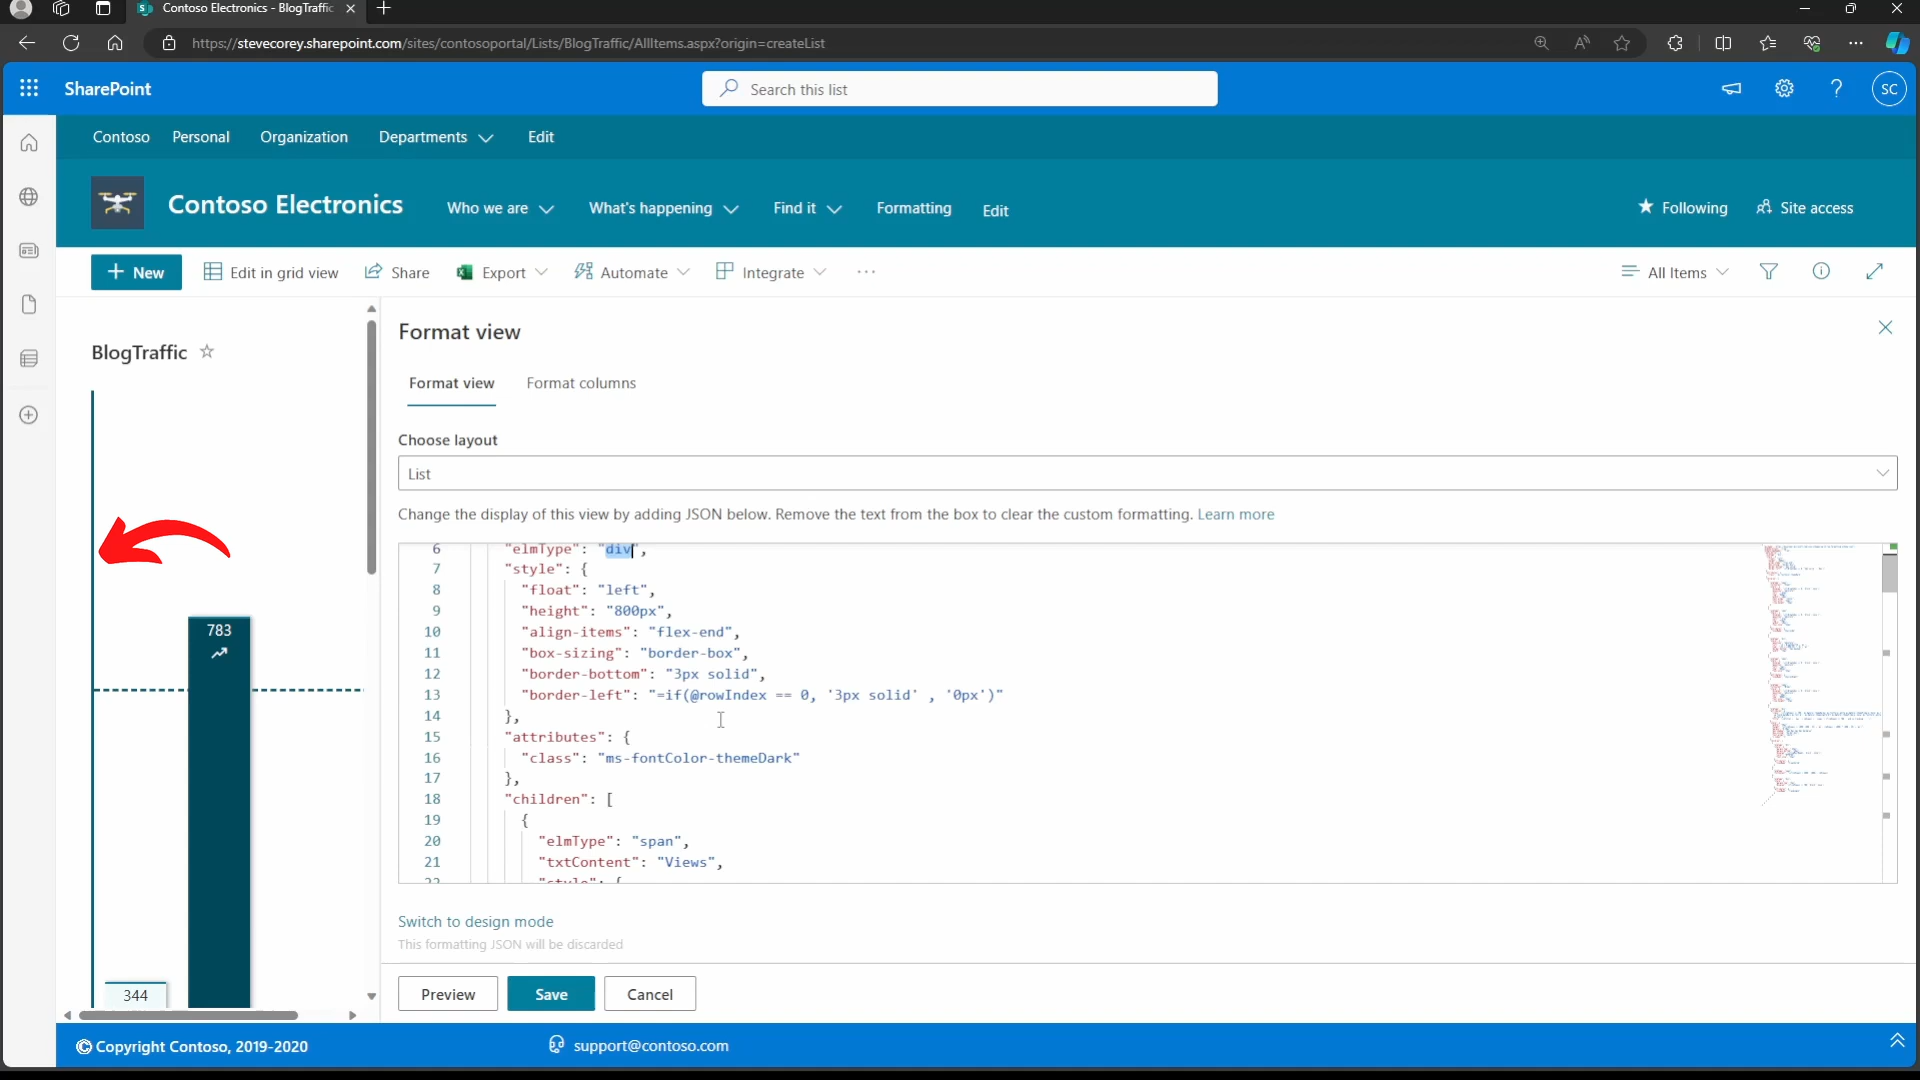 Contoso Electronics - BlogTraffic
https://stevecorey.sharepoint.com/sites/contosoportal/Lists/BlogTraffic/AllItems.aspx?origin=createList
SharePoint
Search this list
SC
Contoso Personal Organization Departments Edit
Contoso Electronics Who we are What's happening Find it Formatting Edit Following Site access
New Edit in grid view Share Export Automate Integrate All Items
BlogTraffic
783
344
Format view
Format view Format columns
Choose layout
List
Change the display of this view by adding JSON below. Remove the text from the box to clear the custom formatting. Learn more
6 "elmType": "div",
7 "style": {
8 "float": "left",
9 "height": "800px",
10 "align-items": "flex-end",
11 "box-sizing": "border-box",
12 "border-bottom": "3px solid",
13 "border-left": "=if(@rowIndex == 0, '3px solid' , '0px')"
14 },
15 "attributes": {
16 "class": "ms-fontColor-themeDark"
17 },
18 "children": [
19 {
20 "elmType": "span",
21 "txtContent": "Views",
22 "style": {
Switch to design mode
This formatting JSON will be discarded
Preview Save Cancel
© Copyright Contoso, 2019-2020 support@contoso.com